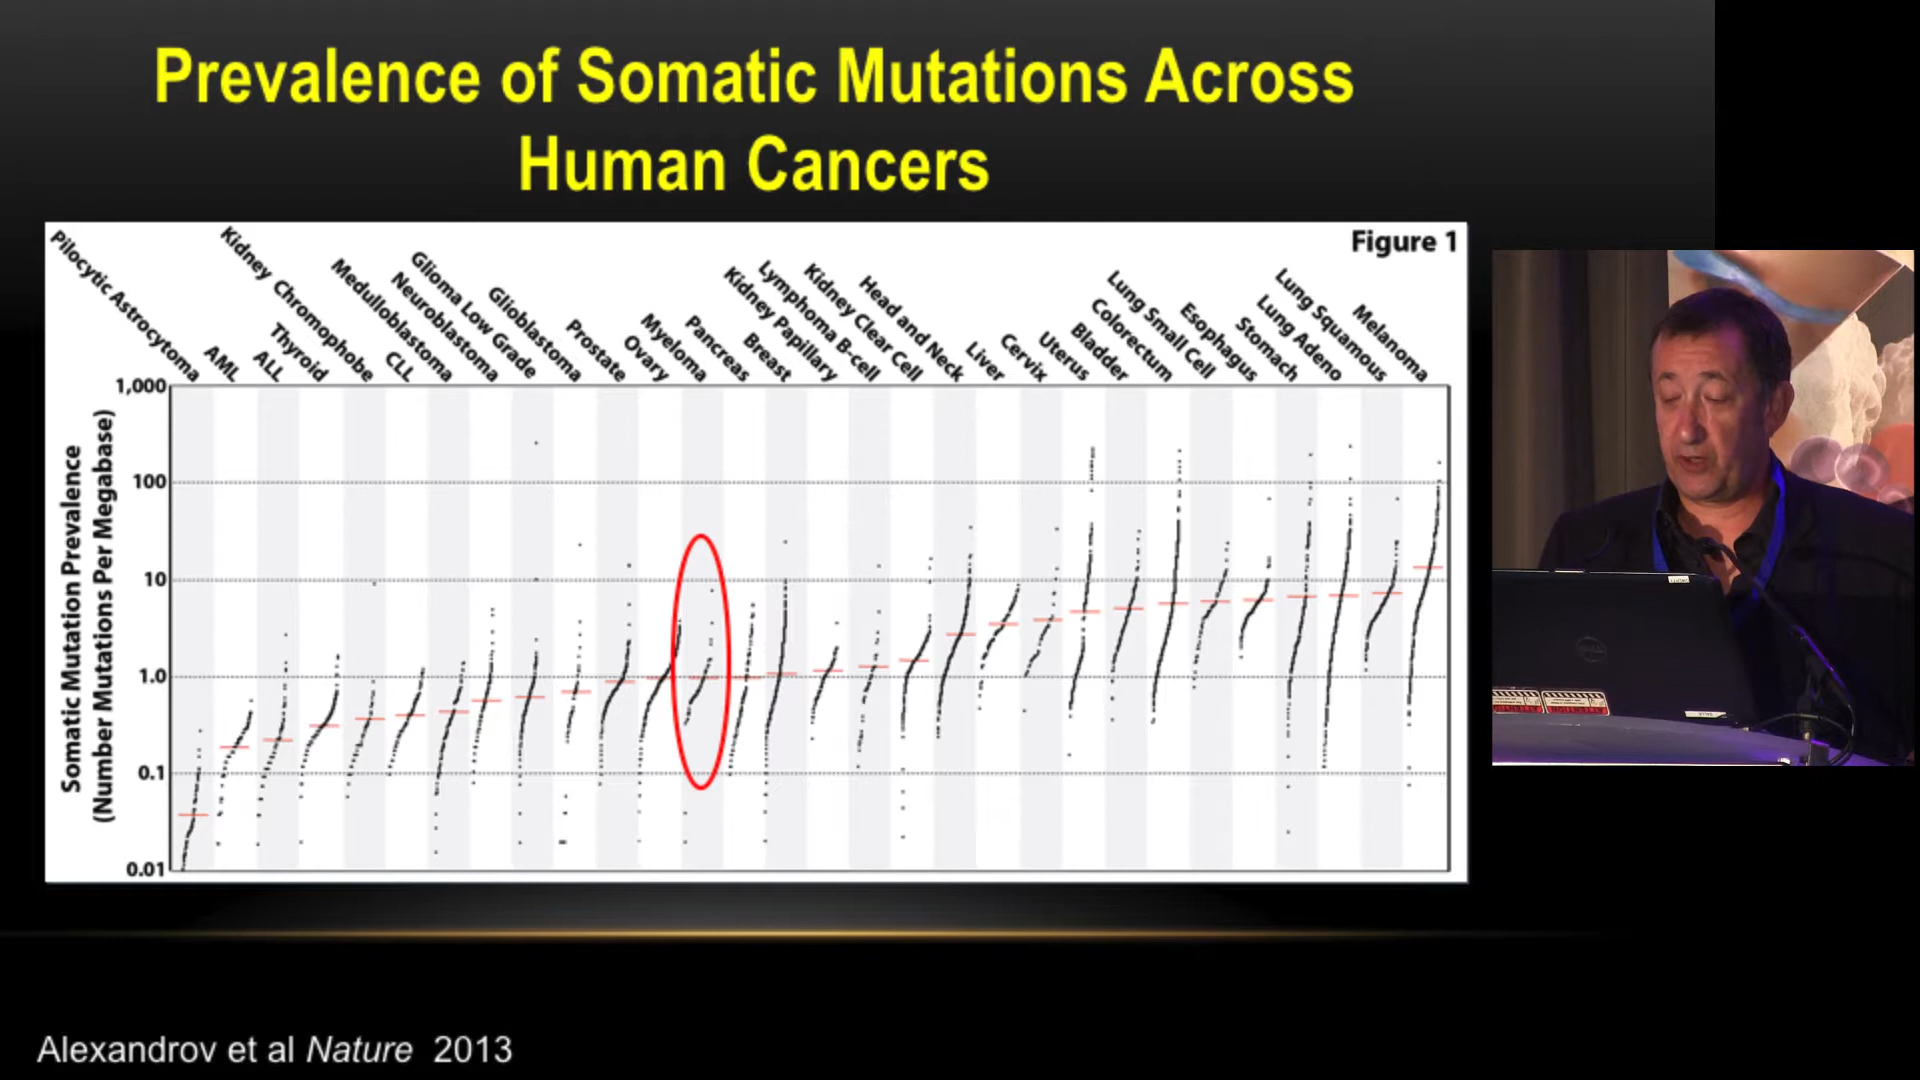 Prevalence of Somatic Mutations Across
Human Cancers
Figure 1
Pilocytic Astrocytoma
AML
ALL
Thyroid
Kidney Chromophobe
CLL
Medulloblastoma
Neuroblastoma
Glioma Low Grade
Glioblastoma
Prostate
Ovary
Myeloma
Pancreas
Breast
Kidney Papillary
Lymphoma B-cell
Kidney Clear Cell
Head and Neck
Liver
Cervix
Uterus
Bladder
Colorectum
Lung Small Cell
Esophagus
Stomach
Lung Adeno
Lung Squamous
Melanoma
Somatic Mutation Prevalence
(Number Mutations Per Megabase)
1,000
100
10
1.0
0.1
0.01
Alexandrov et al Nature 2013